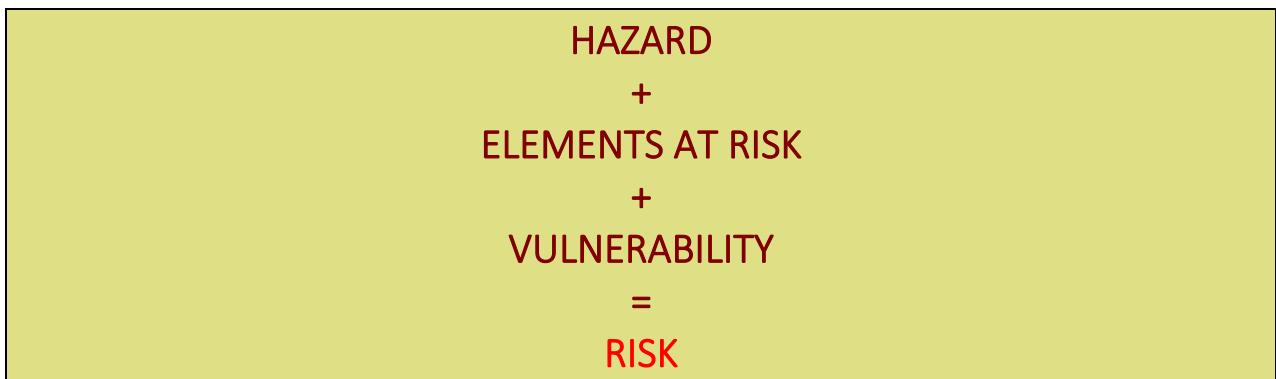 HAZARD
+
ELEMENTS AT RISK
+
VULNERABILITY
=
RISK